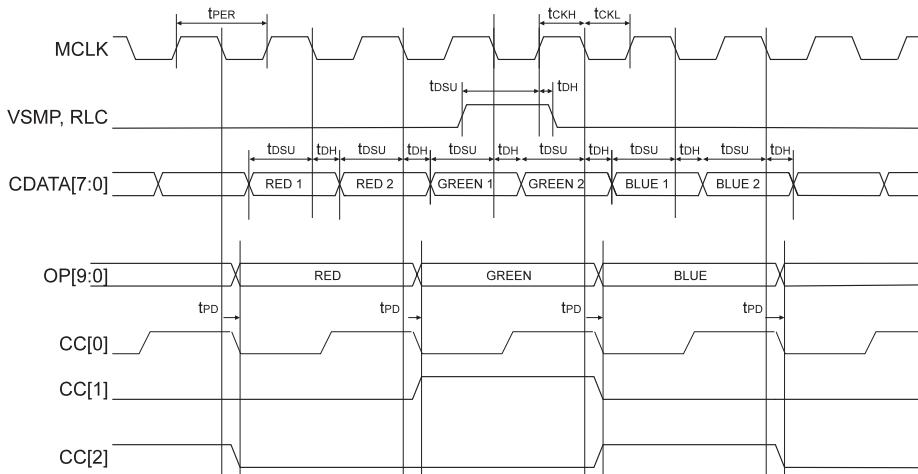 tPER tCKH tCKL
MCLK
tDSU tDH
VSMP, RLC
tDSU tDH tDSU tDH tDSU tDH tDSU tDH tDSU tDH tDSU tDH
CDATA[7:0] RED 1 RED 2 GREEN 1 GREEN 2 BLUE 1 BLUE 2
OP[9:0] RED GREEN BLUE
tPD tPD tPD tPD
CC[0]
CC[1]
CC[2]